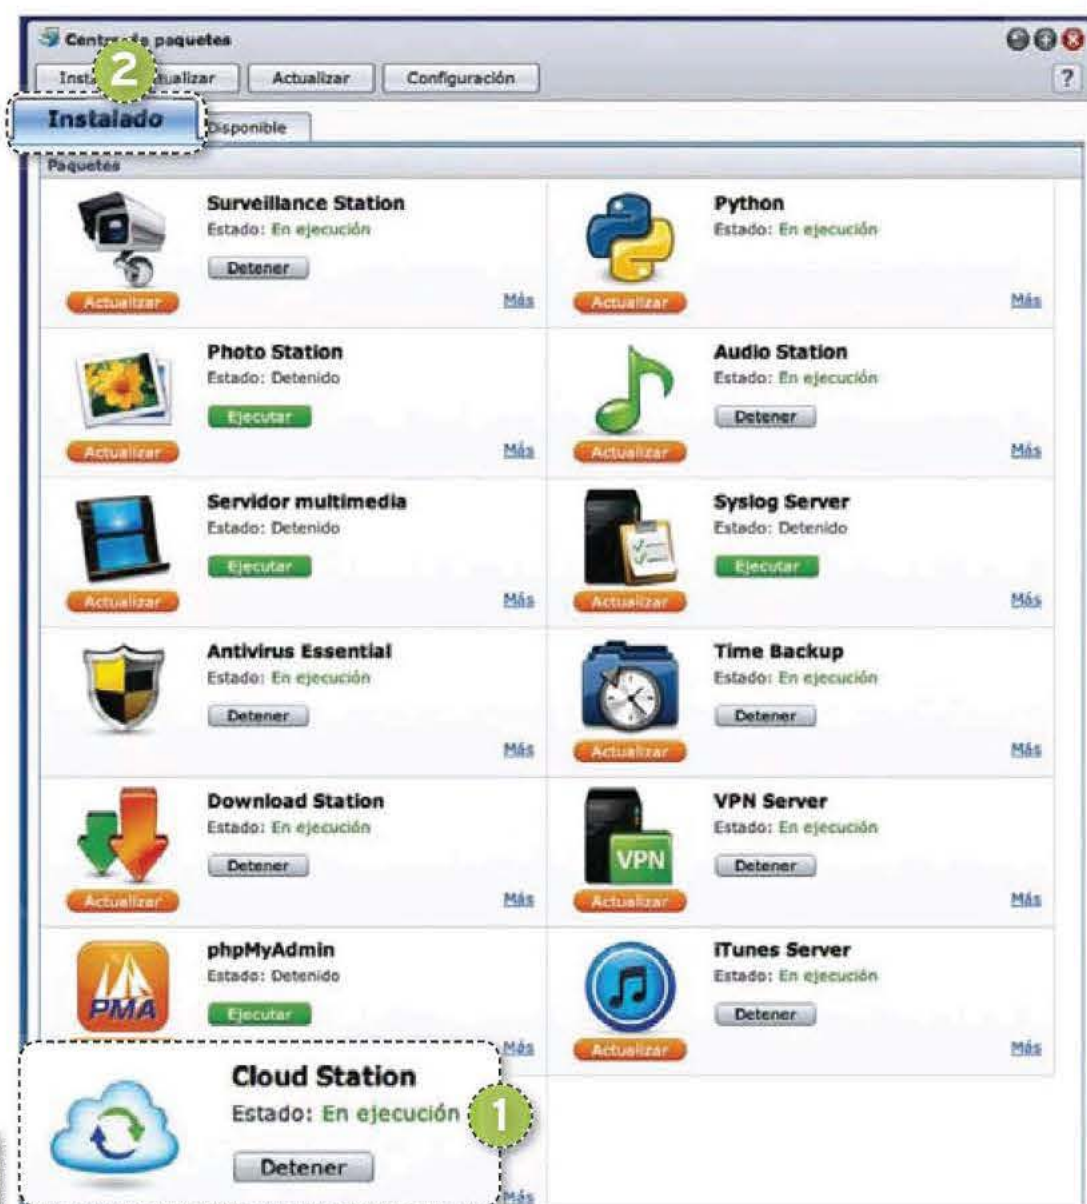 Centro de paquetes
2
Actualizar
Configuración
?
Instalado
Disponible
Paquetes
Surveillance Station
Estado: En ejecución
Detener
Actualizar
Más
Python
Estado: En ejecución
Actualizar
Más
Photo Station
Estado: Detenido
Ejecutar
Actualizar
Más
Audio Station
Estado: En ejecución
Detener
Actualizar
Más
Servidor multimedia
Estado: Detenido
Ejecutar
Actualizar
Más
Syslog Server
Estado: Detenido
Ejecutar
Actualizar
Más
Antivirus Essential
Estado: En ejecución
Detener
Más
Time Backup
Estado: En ejecución
Detener
Actualizar
Más
Download Station
Estado: En ejecución
Detener
Actualizar
Más
VPN
VPN Server
Estado: En ejecución
Detener
Actualizar
Más
PMA
phpMyAdmin
Estado: Detenido
Ejecutar
Más
iTunes Server
Estado: En ejecución
Detener
Actualizar
Más
Cloud Station
Estado: En ejecución
1
Detener
Más